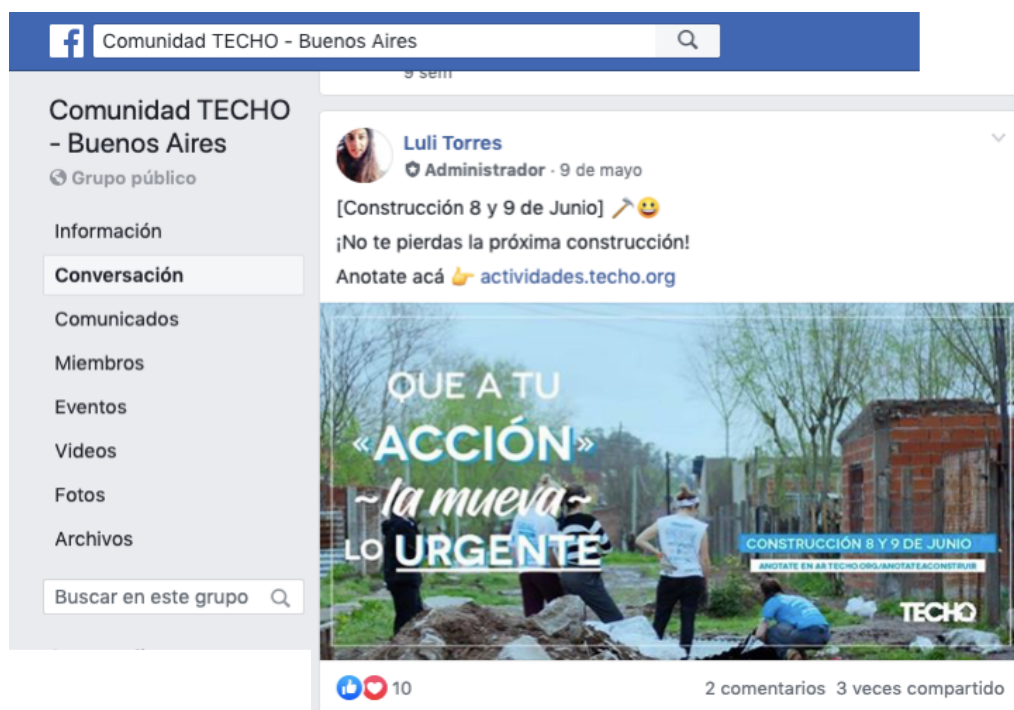 Comunidad TECHO - Buenos Aires
9 sem
Comunidad TECHO
- Buenos Aires
Grupo público
Información
Conversación
Comunicados
Miembros
Eventos
Videos
Fotos
Archivos
Buscar en este grupo
Luli Torres
Administrador · 9 de mayo
[Construcción 8 y 9 de Junio] 🔨😀
¡No te pierdas la próxima construcción!
Anotate acá 👉 actividades.techo.org
QUE A TU
«ACCIÓN»
~la mueva~
LO URGENTE
CONSTRUCCIÓN 8 Y 9 DE JUNIO
ANOTATE EN AR.TECHO.ORG/ANOTATEACONSTRUIR
TECHO
10
2 comentarios 3 veces compartido